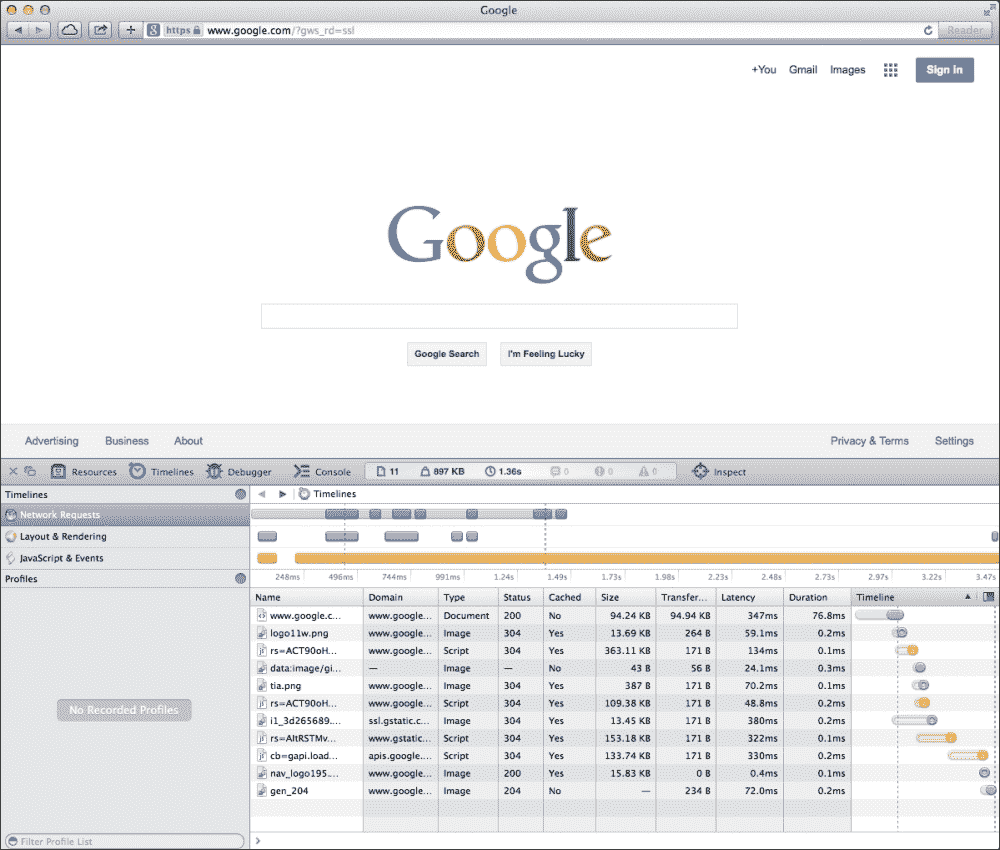 Google
https www.google.com/?gws_rd=ssl Reader
+You Gmail Images Sign in
Google
Google Search I'm Feeling Lucky
Advertising Business About Privacy & Terms Settings
Resources Timelines Debugger Console 11 897 KB 1.36s 0 0 0 Inspect
Timelines Timelines
Network Requests
Layout & Rendering
JavaScript & Events
Profiles 248ms 496ms 744ms 991ms 1.24s 1.49s 1.73s 1.98s 2.23s 2.48s 2.73s 2.97s 3.22s 3.47s
Name Domain Type Status Cached Size Transfer... Latency Duration Timeline
www.google.c... www.google... Document 200 No 94.24 KB 94.94 KB 347ms 76.8ms
logo11w.png www.google... Image 304 Yes 13.69 KB 264 B 59.1ms 0.2ms
rs=ACT90oH... www.google... Script 304 Yes 363.11 KB 171 B 134ms 0.1ms
data:image/gi... — Image — No 43 B 56 B 24.1ms 0.3ms
tia.png www.google... Image 304 Yes 387 B 171 B 70.2ms 0.1ms
rs=ACT90oH... www.google... Script 304 Yes 109.38 KB 171 B 48.8ms 0.2ms
i1_3d265689... ssl.gstatic.c... Image 304 Yes 13.45 KB 171 B 380ms 0.2ms
rs=AItRSTMv... www.gstatic... Script 304 Yes 153.18 KB 171 B 322ms 0.1ms
cb=gapi.load... apis.google... Script 304 Yes 133.74 KB 171 B 330ms 0.2ms
nav_logo195.... www.google... Image 200 Yes 15.83 KB 0 B 0.4ms 0.1ms
gen_204 www.google... Image 204 No — 234 B 72.0ms 0.2ms
No Recorded Profiles
Filter Profile List